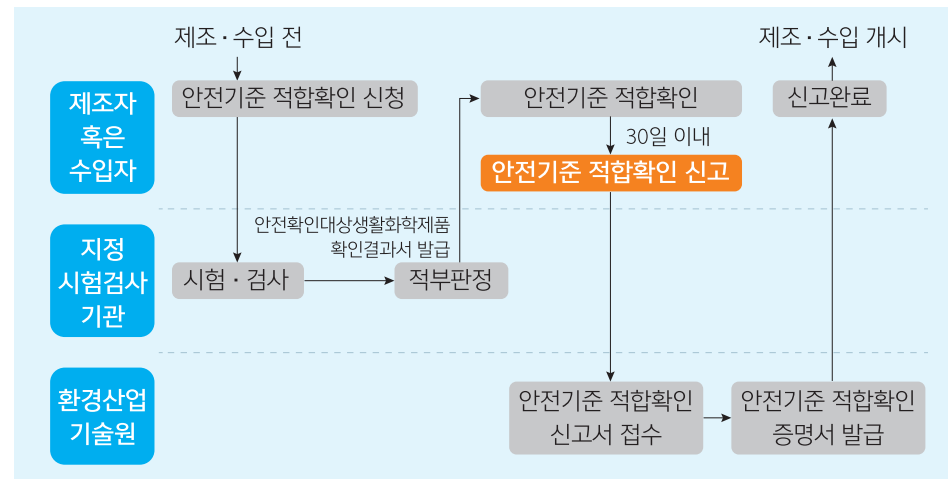 제조 · 수입 전
제조 · 수입 개시
제조자
혹은
수입자
안전기준 적합확인 신청
안전기준 적합확인
신고완료
30일 이내
안전기준 적합확인 신고
안전확인대상생활화학제품
확인결과서 발급
지정
시험검사
기관
시험 · 검사
적부판정
환경산업
기술원
안전기준 적합확인
신고서 접수
안전기준 적합확인
증명서 발급